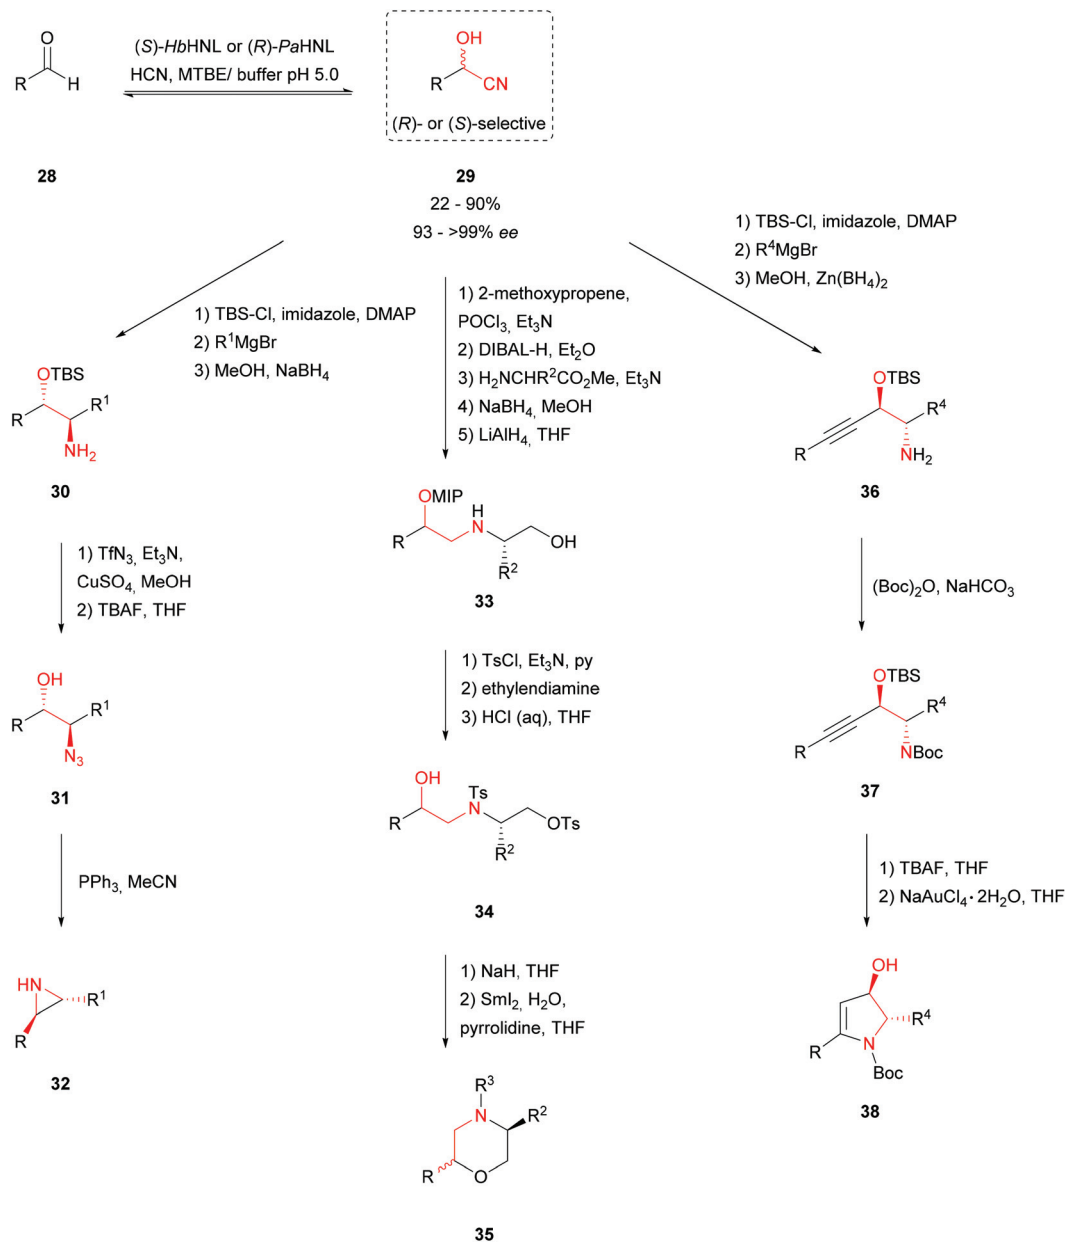 O
R
H
(S)-HbHNL or (R)-PaHNL
HCN, MTBE/ buffer pH 5.0
OH
R
CN
(R)- or (S)-selective
28
29
22 - 90%
93 - >99% ee
1) TBS-Cl, imidazole, DMAP
2) R¹MgBr
3) MeOH, NaBH₄
1) 2-methoxypropene,
POCl₃, Et₃N
2) DIBAL-H, Et₂O
3) H₂NCHR²CO₂Me, Et₃N
4) NaBH₄, MeOH
5) LiAlH₄, THF
1) TBS-Cl, imidazole, DMAP
2) R⁴MgBr
3) MeOH, Zn(BH₄)₂
OTBS
R
R¹
NH₂
30
OMIP
R
H
N
OH
R²
33
OTBS
R
R⁴
NH₂
36
1) TfN₃, Et₃N,
CuSO₄, MeOH
2) TBAF, THF
1) TsCl, Et₃N, py
2) ethylendiamine
3) HCl (aq), THF
(Boc)₂O, NaHCO₃
OH
R
R¹
N₃
31
OH
R
Ts
N
OTs
R²
34
OTBS
R
R⁴
NBoc
37
PPh₃, MeCN
1) NaH, THF
2) SmI₂, H₂O,
pyrrolidine, THF
1) TBAF, THF
2) NaAuCl₄·2H₂O, THF
HN
R¹
R
32
R³
N
R²
R
O
35
OH
R⁴
R
N
Boc
38